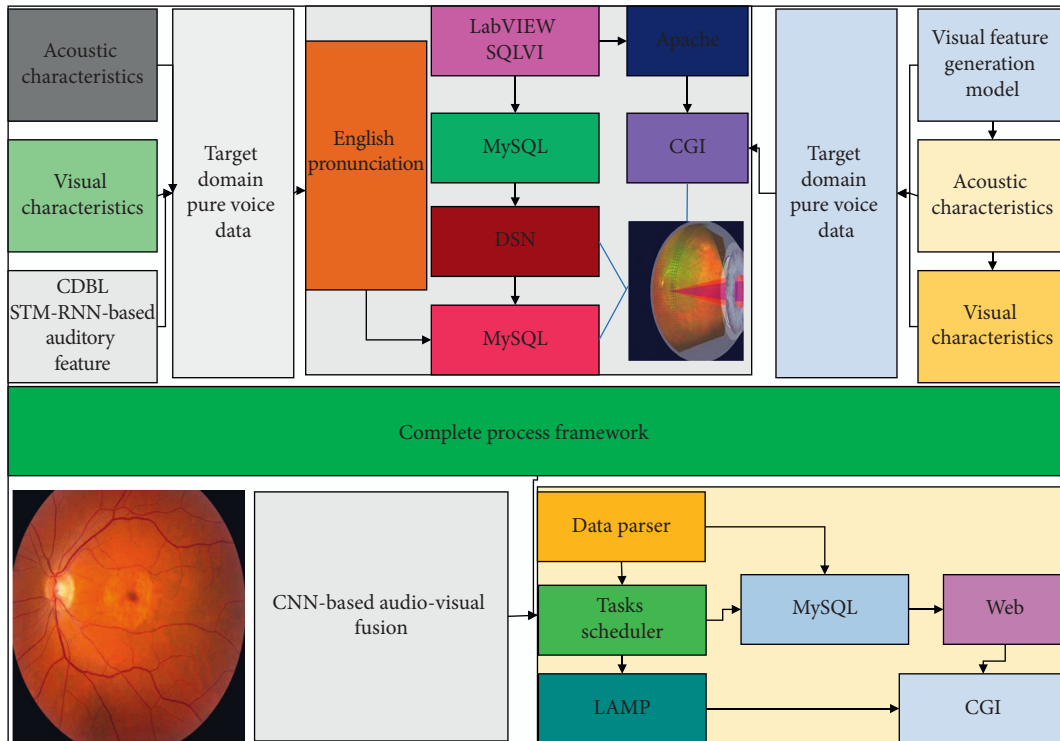 Acoustic
characteristics
Visual
characteristics
CDBL
STM-RNN-based
auditory
feature
Target
domain
pure voice
data
English
pronunciation
LabVIEW
SQLVI
MySQL
DSN
MySQL
Apache
CGI
Target
domain
pure voice
data
Visual feature
generation
model
Acoustic
characteristics
Visual
characteristics
Complete process framework
CNN-based audio-visual
fusion
Data parser
Tasks
scheduler
LAMP
MySQL
Web
CGI